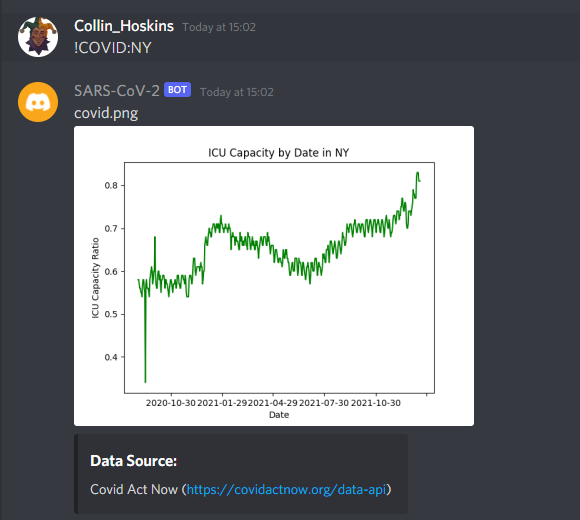 Collin_Hoskins Today at 15:02
!COVID:NY
SARS-CoV-2 BOT Today at 15:02
covid.png
ICU Capacity by Date in NY
0.8
0.7
0.6
0.5
0.4
ICU Capacity Ratio
2020-10-30 2021-01-29 2021-04-29 2021-07-30 2021-10-30
Date
Data Source:
Covid Act Now (https://covidactnow.org/data-api)